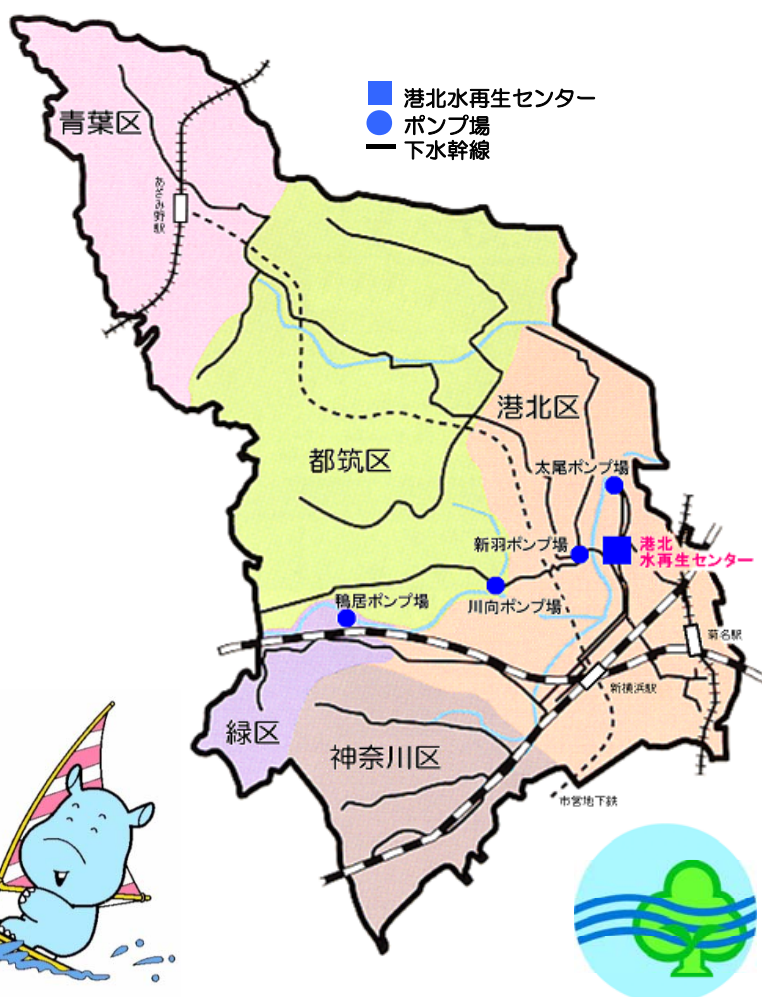 港北水再生センター
ポンプ場
下水幹線
青葉区
あざみ野駅
港北区
都筑区
太尾ポンプ場
新羽ポンプ場
港北
水再生センター
鴨居ポンプ場
川向ポンプ場
菊名駅
新横浜駅
緑区
神奈川区
市営地下鉄